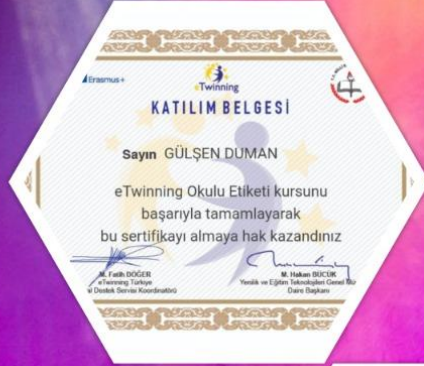 Erasmus+
eTwinning
KATILIM BELGESİ
Sayın GÜLŞEN DUMAN
eTwinning Okulu Etiketi kursunu
başarıyla tamamlayarak
bu sertifikayı almaya hak kazandınız
M. Fatih DÖĞER
eTwinning Türkiye
Destek Servisi Koordinatörü
M. Hakan BÜCÜK
Yenilik ve Eğitim Teknolojileri Genel
Daire Başkanı